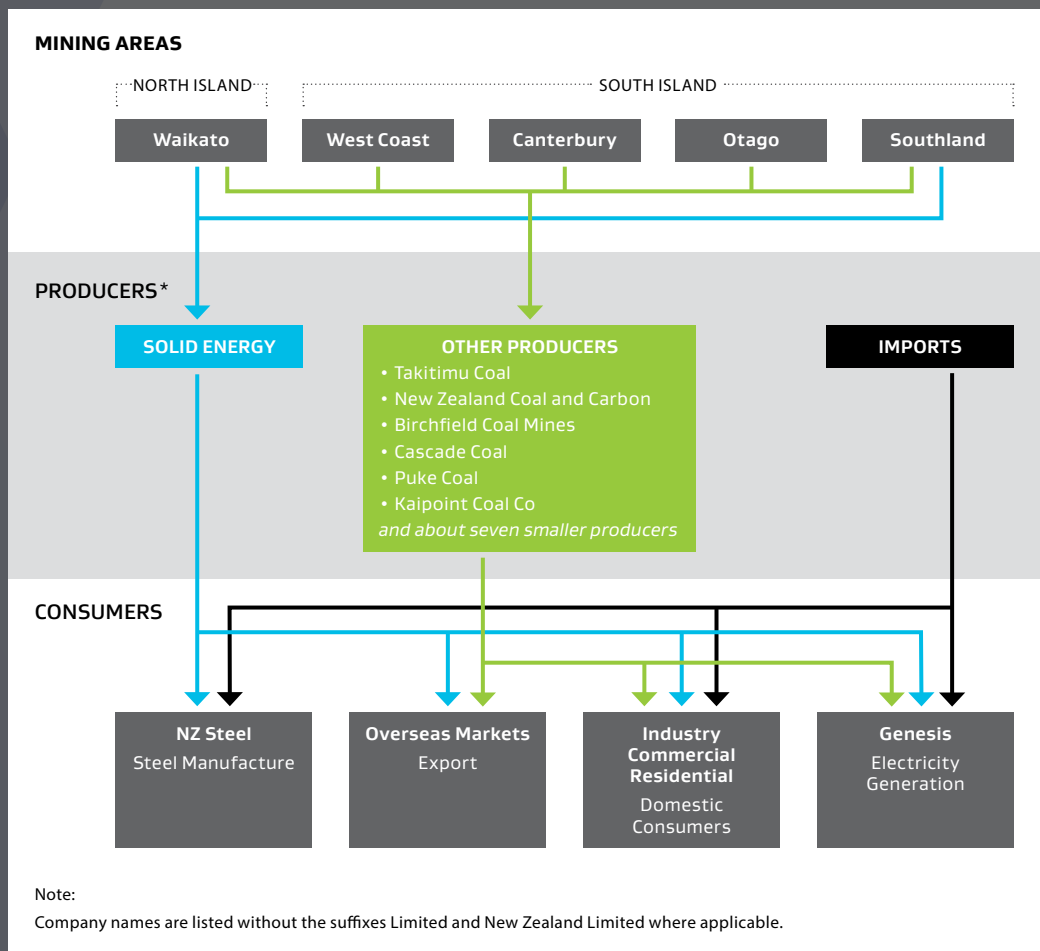 MINING AREAS
NORTH ISLAND
SOUTH ISLAND
Waikato
West Coast
Canterbury
Otago
Southland
PRODUCERS*
SOLID ENERGY
OTHER PRODUCERS
• Takitimu Coal
• New Zealand Coal and Carbon
• Birchfield Coal Mines
• Cascade Coal
• Puke Coal
• Kaipoint Coal Co
and about seven smaller producers
IMPORTS
CONSUMERS
NZ Steel
Steel Manufacture
Overseas Markets
Export
Industry
Commercial
Residential
Domestic
Consumers
Genesis
Electricity
Generation
Note:
Company names are listed without the suffixes Limited and New Zealand Limited where applicable.